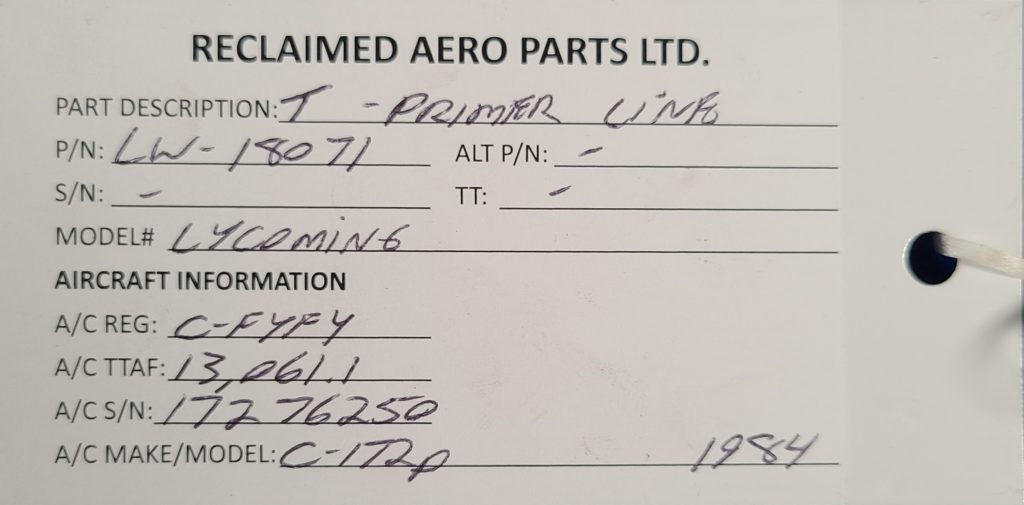 RECLAIMED AERO PARTS LTD.
PART DESCRIPTION: T - PRIMER LINE
P/N: LW-18071 ALT P/N: -
S/N: - TT: -
MODEL# LYCOMING
AIRCRAFT INFORMATION
A/C REG: C-FYFY
A/C TTAF: 13,061.1
A/C S/N: 17276250
A/C MAKE/MODEL: C-172p 1984